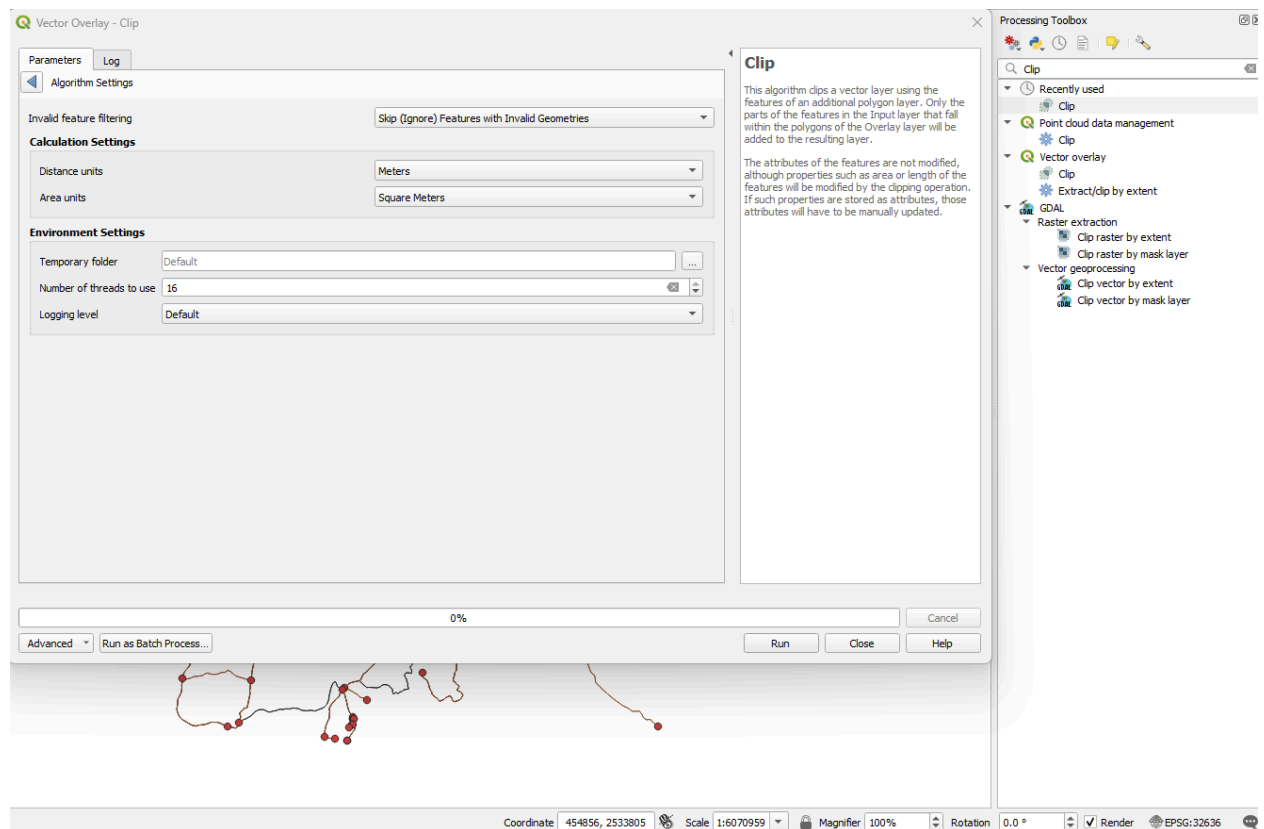 Vector Overlay - Clip
Parameters Log
Algorithm Settings
Invalid feature filtering Skip (Ignore) Features with Invalid Geometries
Calculation Settings
Distance units Meters
Area units Square Meters
Environment Settings
Temporary folder Default ...
Number of threads to use 16
Logging level Default
Clip
This algorithm clips a vector layer using the
features of an additional polygon layer. Only the
parts of the features in the Input layer that fall
within the polygons of the Overlay layer will be
added to the resulting layer.
The attributes of the features are not modified,
although properties such as area or length of the
features will be modified by the clipping operation.
If such properties are stored as attributes, those
attributes will have to be manually updated.
0% Cancel
Advanced Run as Batch Process... Run Close Help
Processing Toolbox
Clip
Recently used
Clip
Point cloud data management
Clip
Vector overlay
Clip
Extract/clip by extent
GDAL GDAL
Raster extraction
Clip raster by extent
Clip raster by mask layer
Vector geoprocessing
GDAL Clip vector by extent
GDAL Clip vector by mask layer
Coordinate 454856, 2533805 Scale 1:6070959 Magnifier 100% Rotation 0.0 ° Render EPSG:32636